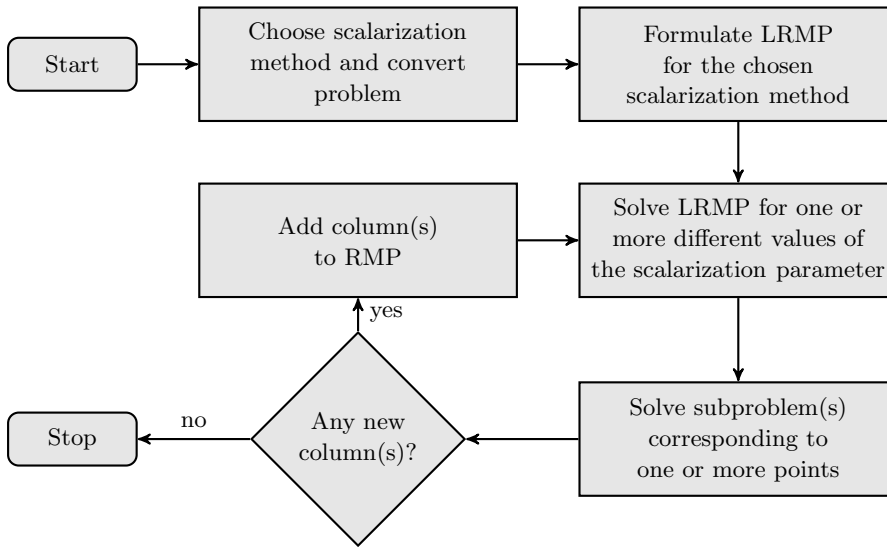 Start
Choose scalarization
method and convert
problem
Formulate LRMP
for the chosen
scalarization method
Add column(s)
to RMP
Solve LRMP for one or
more different values of
the scalarization parameter
yes
Stop
no
Any new
column(s)?
Solve subproblem(s)
corresponding to
one or more points